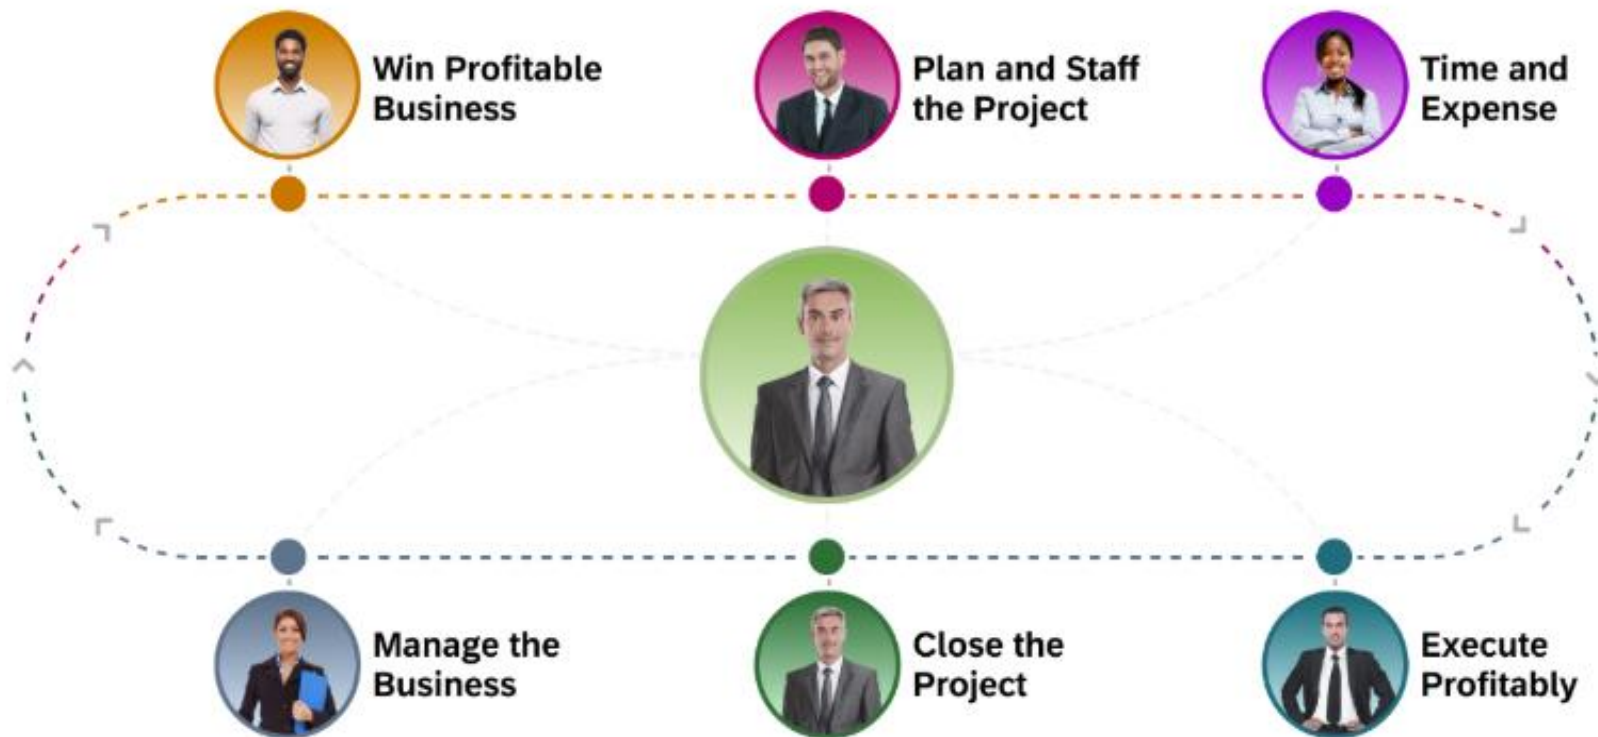 Win Profitable
Business
Plan and Staff
the Project
Time and
Expense
Manage the
Business
Close the
Project
Execute
Profitably